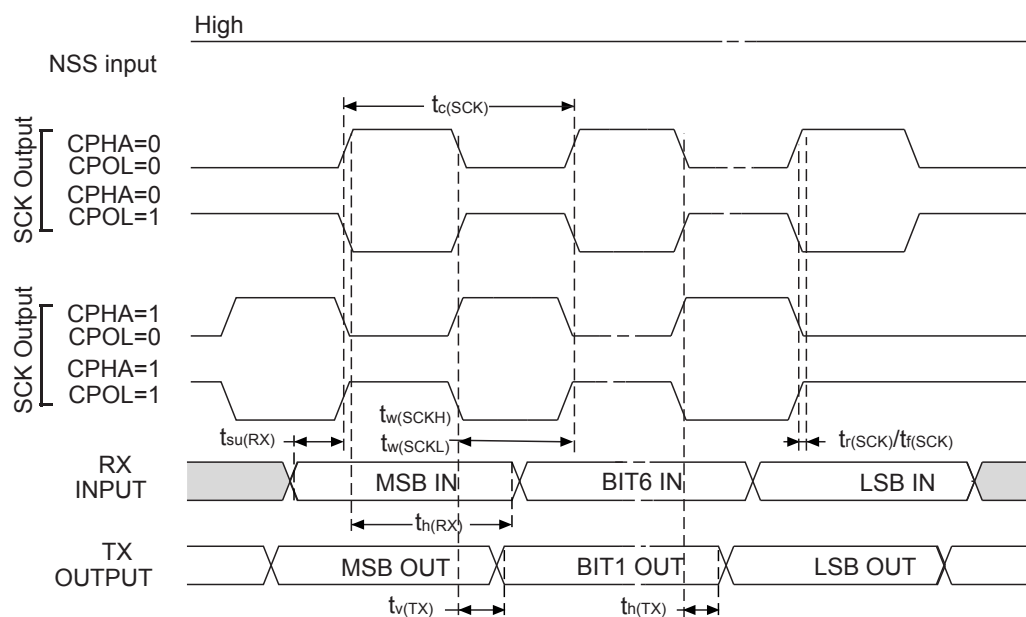 High
NSS input
tc(SCK)
SCK Output
CPHA=0
CPOL=0
CPHA=0
CPOL=1
SCK Output
CPHA=1
CPOL=0
CPHA=1
CPOL=1
tw(SCKH)
tw(SCKL)
tsu(RX)
tr(SCK)/tf(SCK)
RX
INPUT
MSB IN
BIT6 IN
LSB IN
th(RX)
TX
OUTPUT
MSB OUT
BIT1 OUT
LSB OUT
tv(TX)
th(TX)